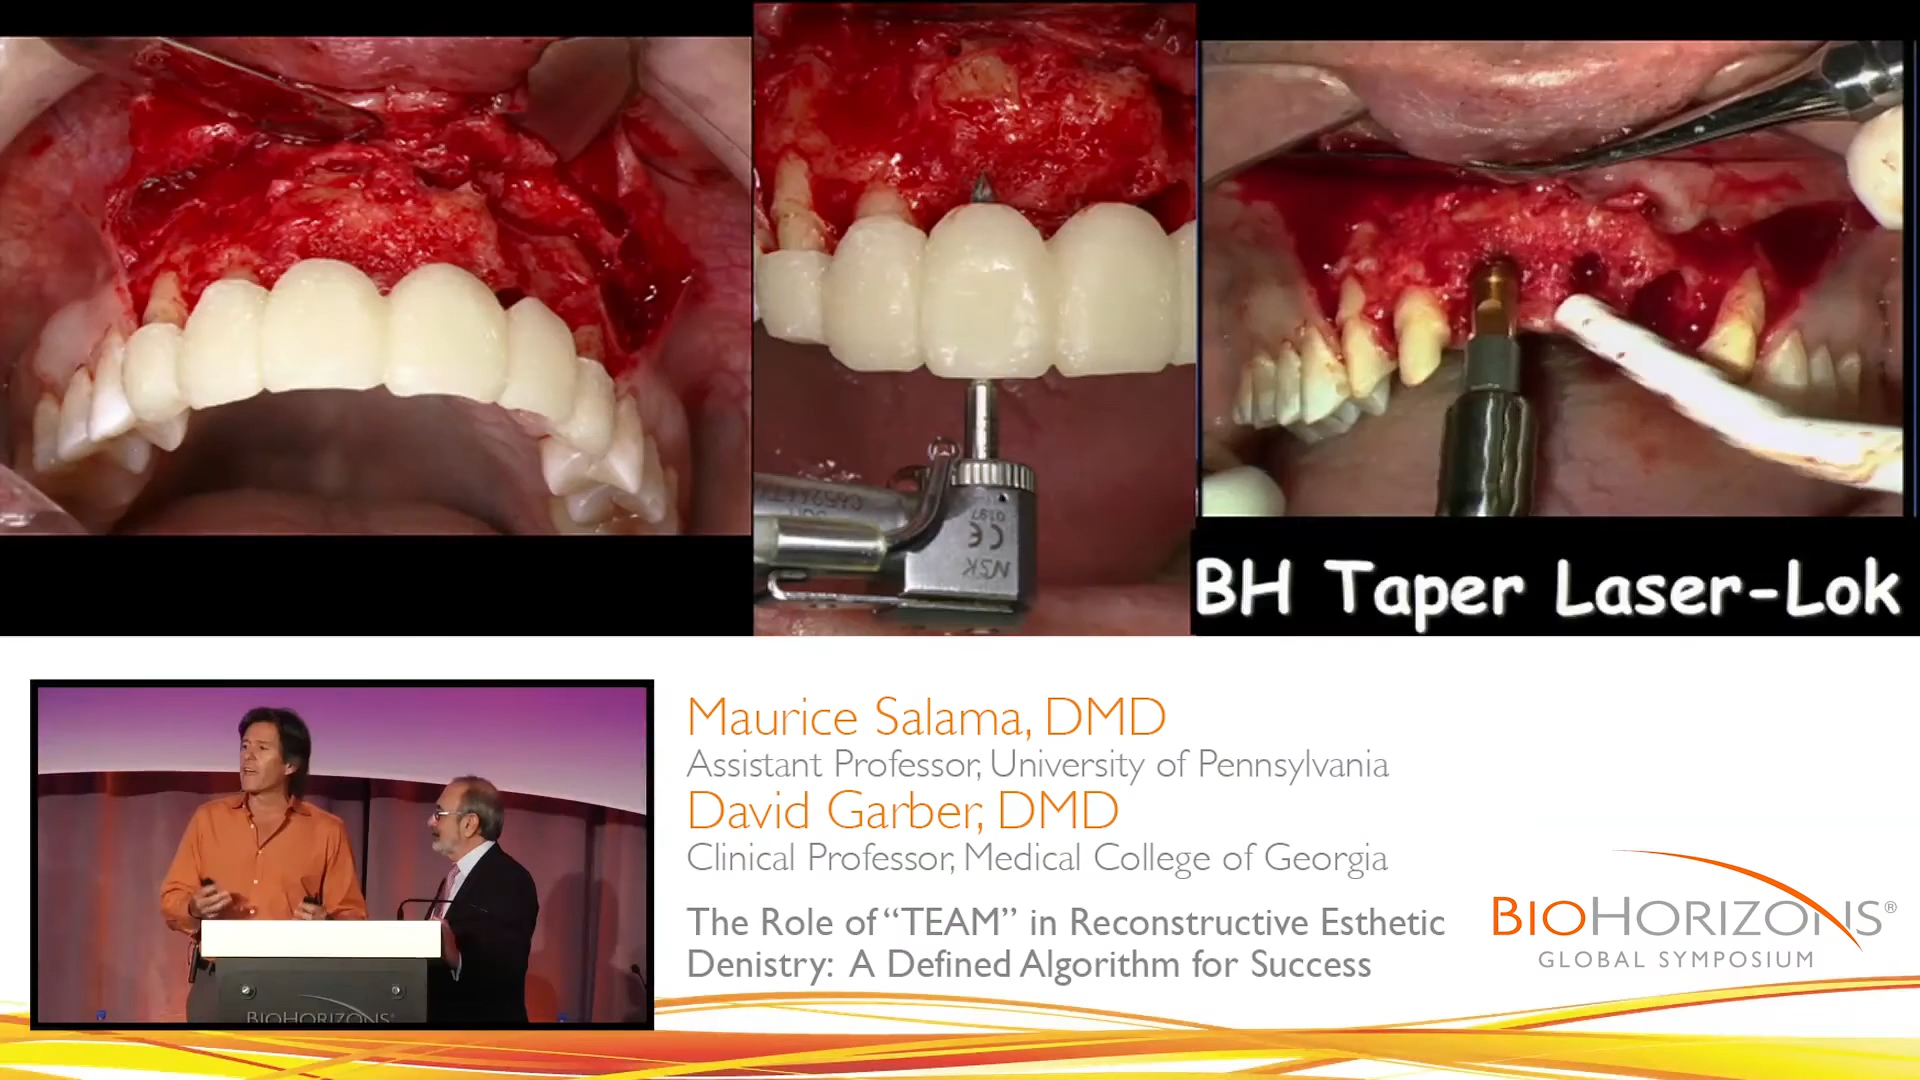 BH Taper Laser-Lok
NSK
Maurice Salama, DMD
Assistant Professor, University of Pennsylvania
David Garber, DMD
Clinical Professor, Medical College of Georgia
The Role of “TEAM” in Reconstructive Esthetic
Denistry: A Defined Algorithm for Success
BIOHORIZONS®
GLOBAL SYMPOSIUM
BIOHORIZONS